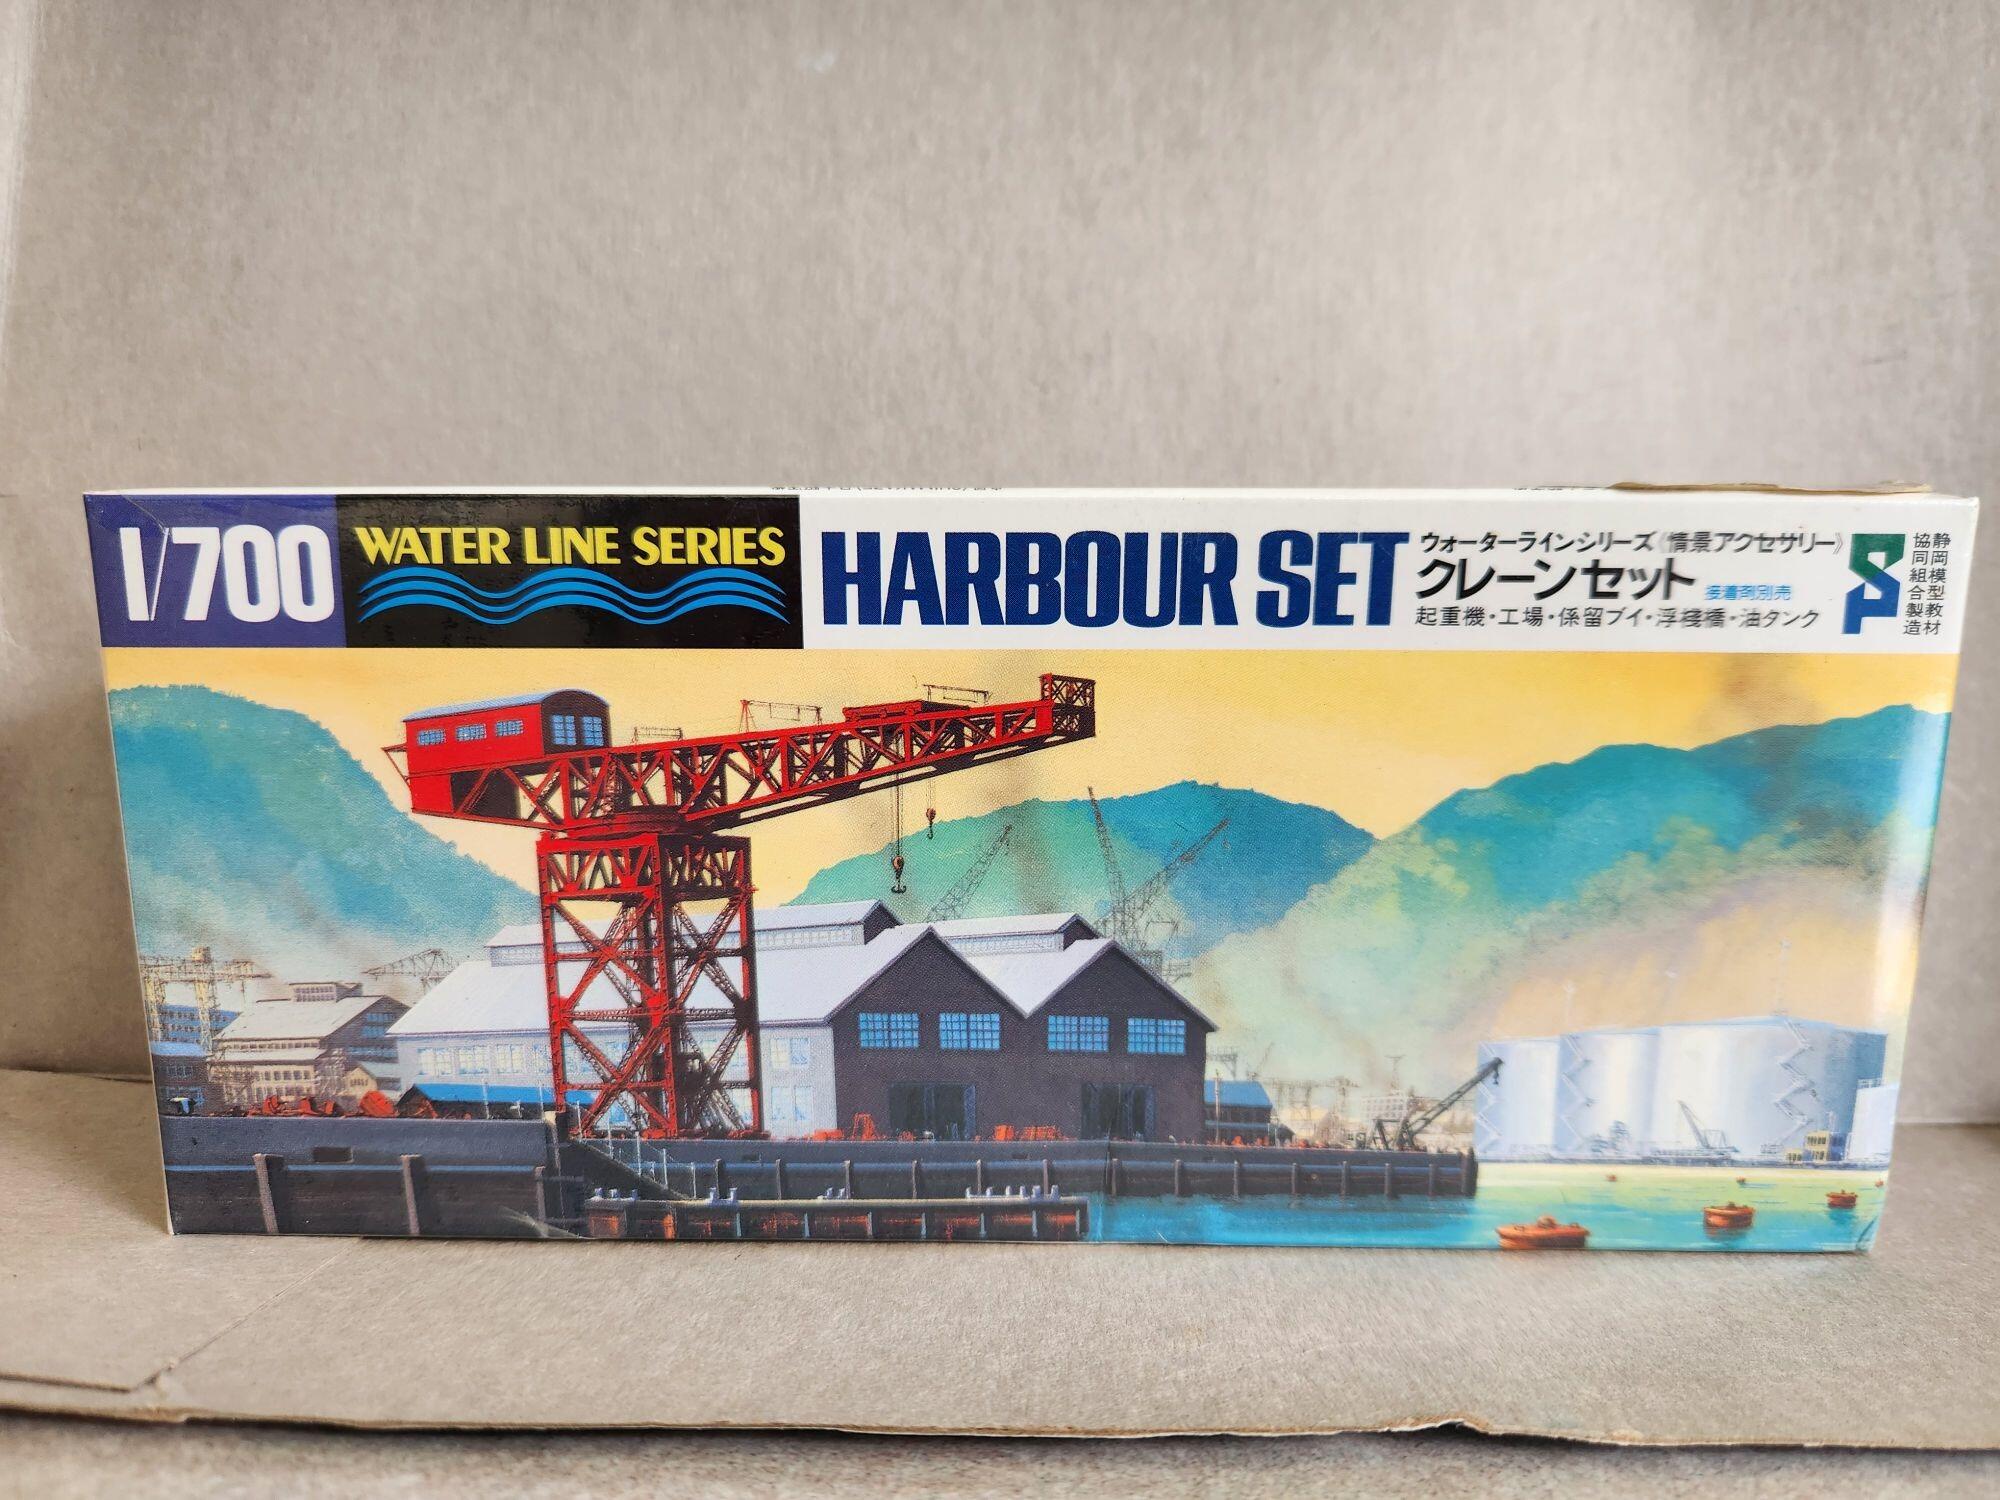 1/700
WATER LINE SERIES
HARBOUR SET
ウォーターラインシリーズ《情景アクセサリー》
クレーンセット 接着剤別売
起重機・工場・係留ブイ・浮棧橋・油タンク
静岡模型教材
協同組合製造